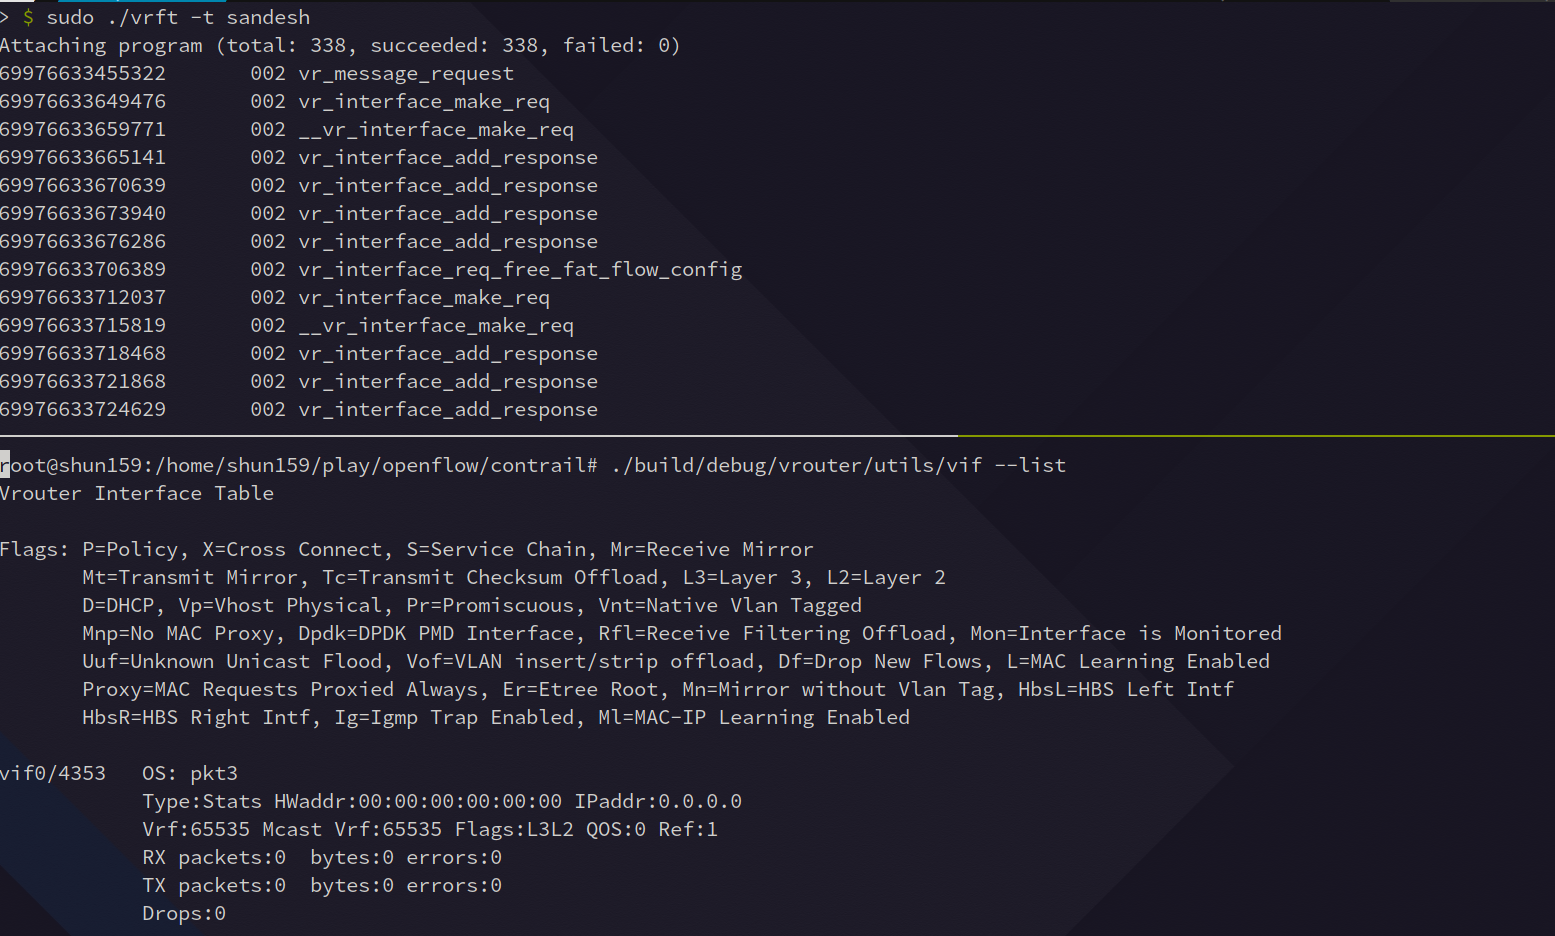 > $ sudo ./vrft -t sandesh
Attaching program (total: 338, succeeded: 338, failed: 0)
69976633455322       002 vr_message_request
69976633649476       002 vr_interface_make_req
69976633659771       002 __vr_interface_make_req
69976633665141       002 vr_interface_add_response
69976633670639       002 vr_interface_add_response
69976633673940       002 vr_interface_add_response
69976633676286       002 vr_interface_add_response
69976633706389       002 vr_interface_req_free_fat_flow_config
69976633712037       002 vr_interface_make_req
69976633715819       002 __vr_interface_make_req
69976633718468       002 vr_interface_add_response
69976633721868       002 vr_interface_add_response
69976633724629       002 vr_interface_add_response
root@shun159:/home/shun159/play/openflow/contrail# ./build/debug/vrouter/utils/vif --list
Vrouter Interface Table
Flags: P=Policy, X=Cross Connect, S=Service Chain, Mr=Receive Mirror
       Mt=Transmit Mirror, Tc=Transmit Checksum Offload, L3=Layer 3, L2=Layer 2
       D=DHCP, Vp=Vhost Physical, Pr=Promiscuous, Vnt=Native Vlan Tagged
       Mnp=No MAC Proxy, Dpdk=DPDK PMD Interface, Rfl=Receive Filtering Offload, Mon=Interface is Monitored
       Uuf=Unknown Unicast Flood, Vof=VLAN insert/strip offload, Df=Drop New Flows, L=MAC Learning Enabled
       Proxy=MAC Requests Proxied Always, Er=Etree Root, Mn=Mirror without Vlan Tag, HbsL=HBS Left Intf
       HbsR=HBS Right Intf, Ig=Igmp Trap Enabled, Ml=MAC-IP Learning Enabled
vif0/4353   OS: pkt3
            Type:Stats HWaddr:00:00:00:00:00:00 IPaddr:0.0.0.0
            Vrf:65535 Mcast Vrf:65535 Flags:L3L2 QOS:0 Ref:1
            RX packets:0  bytes:0 errors:0
            TX packets:0  bytes:0 errors:0
            Drops:0